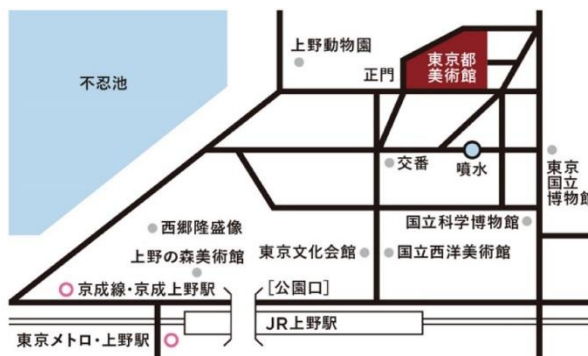 上野動物園
正門
東京都
美術館
不忍池
交番
噴水
東京
国立
博物館
西郷隆盛像
国立科学博物館
上野の森美術館
東京文化会館
国立西洋美術館
京成線・京成上野駅
[公園口]
JR上野駅
東京メトロ・上野駅